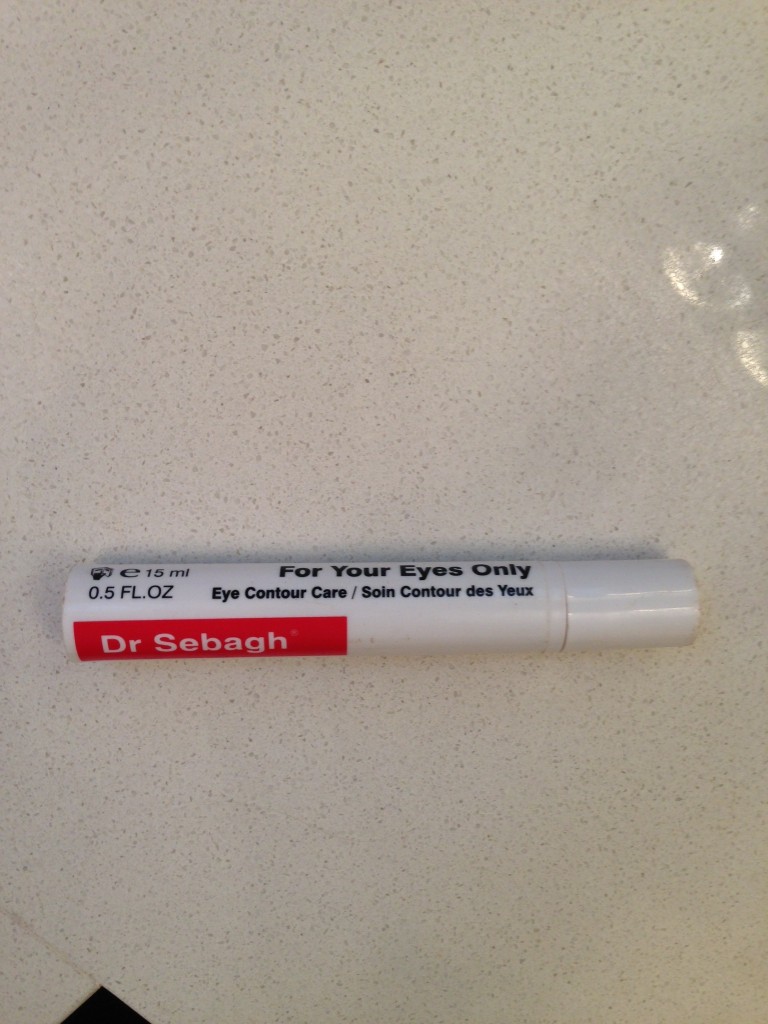 ℮ 15 ml
0.5 FL.OZ
For Your Eyes Only
Eye Contour Care / Soin Contour des Yeux
Dr Sebagh